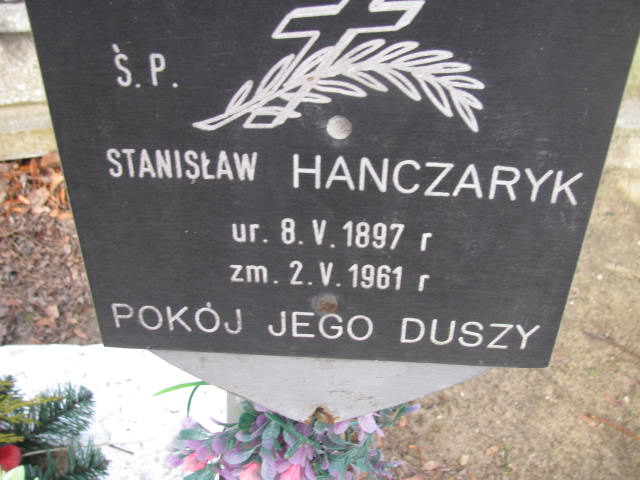 Ś.P.
STANISŁAW HANCZARYK
ur. 8.V.1897 r
zm. 2.V.1961 r
POKÓJ JEGO DUSZY